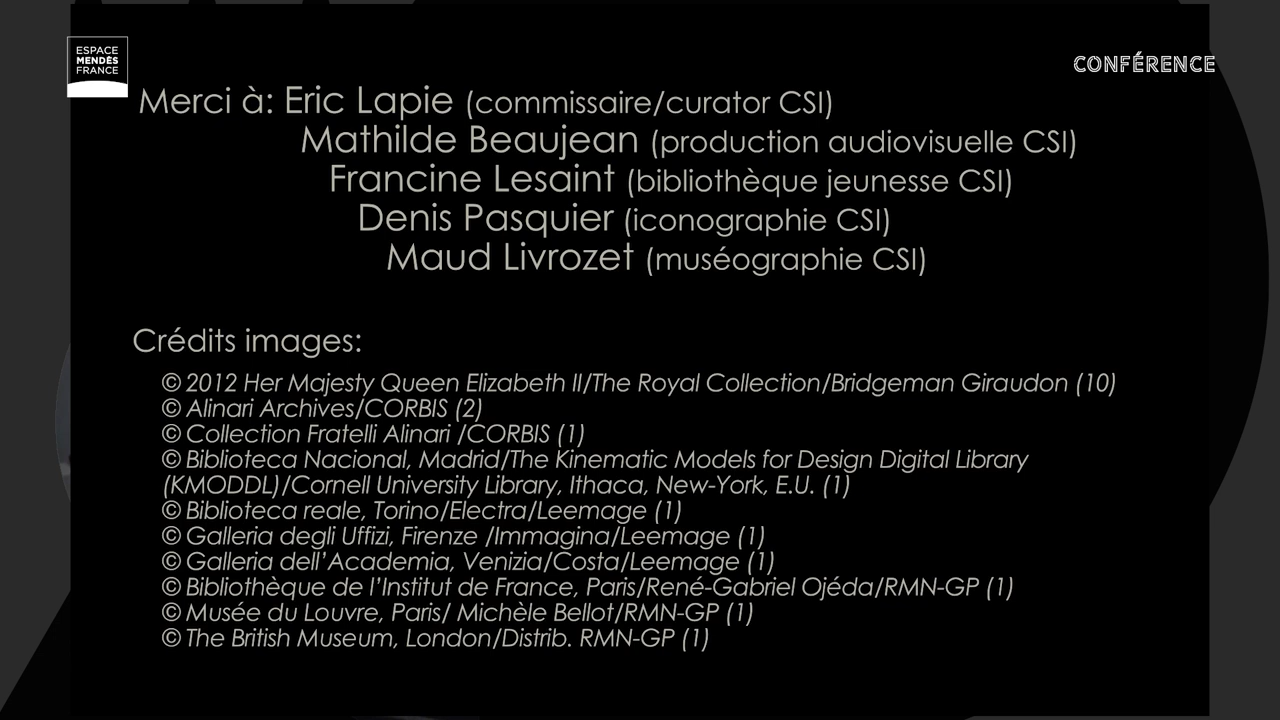 ESPACE
MENDÈS
FRANCE
CONFÉRENCE
Merci à: Eric Lapie (commissaire/curator CSI)
Mathilde Beaujean (production audiovisuelle CSI)
Francine Lesaint (bibliothèque jeunesse CSI)
Denis Pasquier (iconographie CSI)
Maud Livrozet (muséographie CSI)
Crédits images:
© 2012 Her Majesty Queen Elizabeth II/The Royal Collection/Bridgeman Giraudon (10)
© Alinari Archives/CORBIS (2)
© Collection Fratelli Alinari /CORBIS (1)
© Biblioteca Nacional, Madrid/The Kinematic Models for Design Digital Library
(KMODDL)/Cornell University Library, Ithaca, New-York, E.U. (1)
© Biblioteca reale, Torino/Electra/Leemage (1)
© Galleria degli Uffizi, Firenze /Immagina/Leemage (1)
© Galleria dell'Academia, Venizia/Costa/Leemage (1)
© Bibliothèque de l'Institut de France, Paris/René-Gabriel Ojéda/RMN-GP (1)
© Musée du Louvre, Paris/ Michèle Bellot/RMN-GP (1)
© The British Museum, London/Distrib. RMN-GP (1)